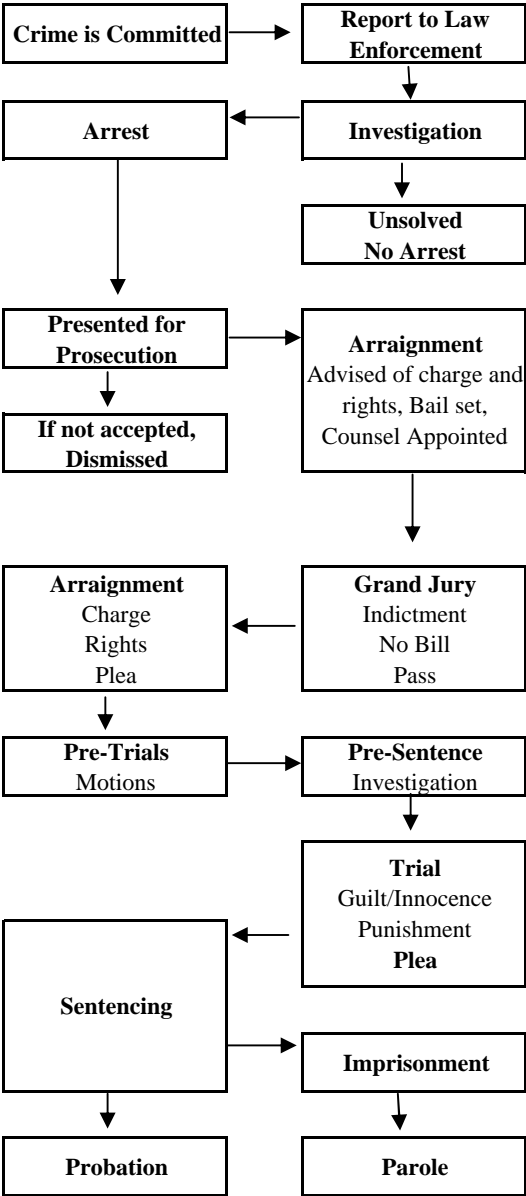 Crime is Committed
Report to Law
Enforcement
Arrest
Investigation
Unsolved
No Arrest
Presented for
Prosecution
Arraignment
Advised of charge and
rights, Bail set,
Counsel Appointed
If not accepted,
Dismissed
Arraignment
Charge
Rights
Plea
Grand Jury
Indictment
No Bill
Pass
Pre-Trials
Motions
Pre-Sentence
Investigation
Trial
Guilt/Innocence
Punishment
Plea
Sentencing
Imprisonment
Probation
Parole